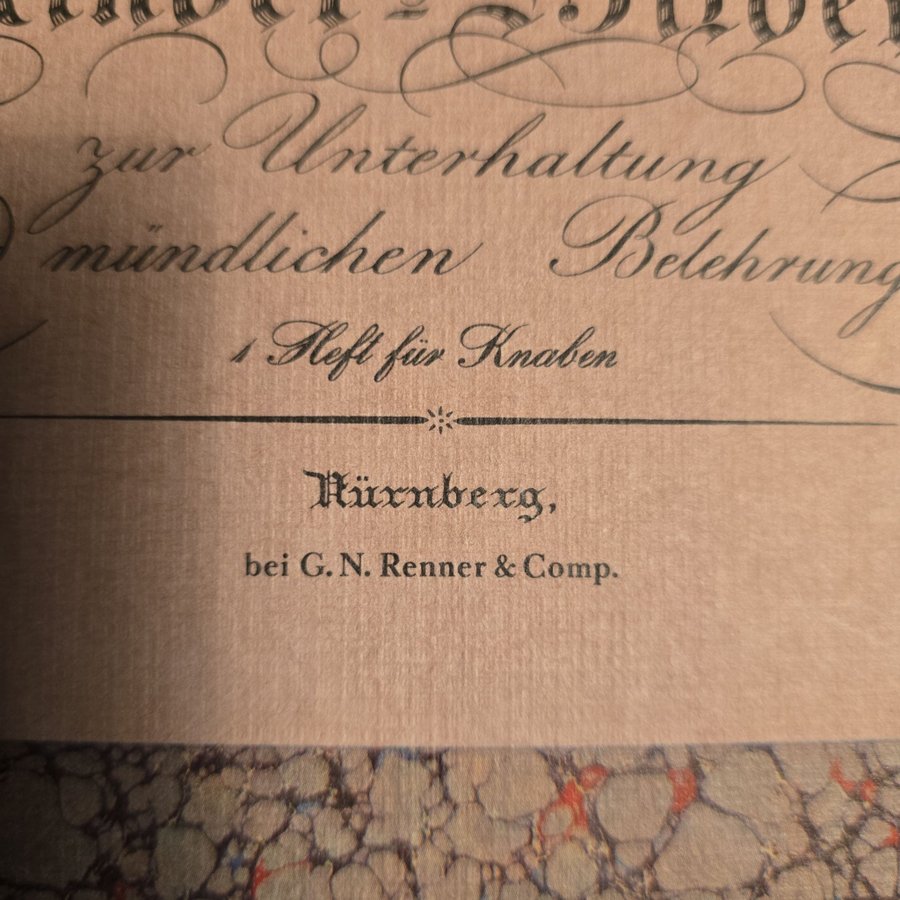 zur Unterhaltung
mündlichen Belehrung
1 Heft für Knaben
Nürnberg,
bei G. N. Renner & Comp.